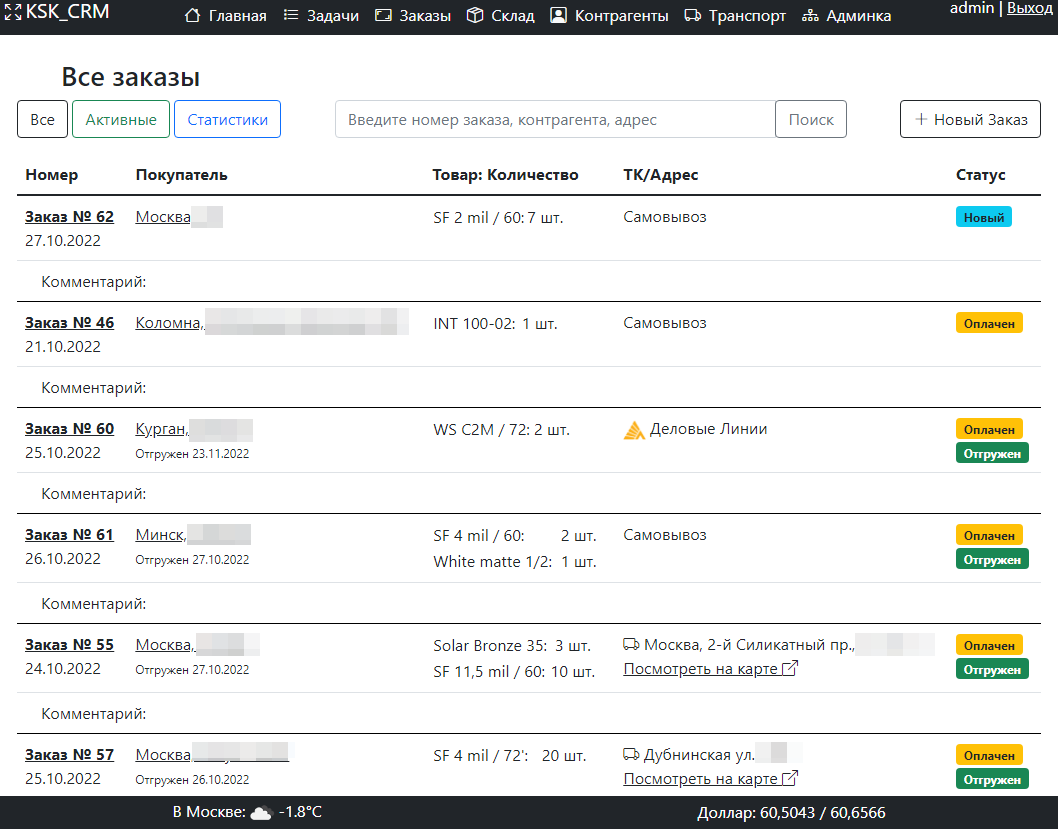 KSK_CRM Главная Задачи Заказы Склад Контрагенты Транспорт Админка admin | Выход
Все заказы
Все Активные Статистики Введите номер заказа, контрагента, адрес Поиск + Новый Заказ
Номер Покупатель Товар: Количество ТК/Адрес Статус
Заказ № 62 Москва SF 2 mil / 60: 7 шт. Самовывоз Новый
27.10.2022
Комментарий:
Заказ № 46 Коломна, INT 100-02: 1 шт. Самовывоз Оплачен
21.10.2022
Комментарий:
Заказ № 60 Курган, WS C2M / 72: 2 шт. Деловые Линии Оплачен
25.10.2022 Отгружен 23.11.2022 Отгружен
Комментарий:
Заказ № 61 Минск, SF 4 mil / 60: 2 шт. Самовывоз Оплачен
26.10.2022 Отгружен 27.10.2022 White matte 1/2: 1 шт. Отгружен
Комментарий:
Заказ № 55 Москва, Solar Bronze 35: 3 шт. Москва, 2-й Силикатный пр., Оплачен
24.10.2022 Отгружен 27.10.2022 SF 11,5 mil / 60: 10 шт. Посмотреть на карте Отгружен
Комментарий:
Заказ № 57 Москва SF 4 mil / 72': 20 шт. Дубнинская ул. Оплачен
25.10.2022 Отгружен 26.10.2022 Посмотреть на карте Отгружен
В Москве: -1.8°C Доллар: 60,5043 / 60,6566